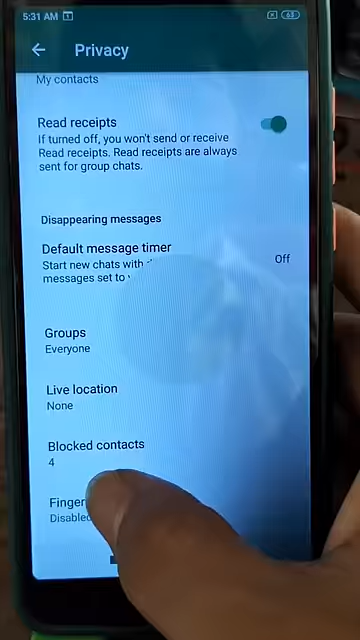 5:31 AM
63
Privacy
My contacts
Read receipts
If turned off, you won't send or receive
Read receipts. Read receipts are always
sent for group chats.
Disappearing messages
Default message timer
Off
Start new chats with
messages set to
Groups
Everyone
Live location
None
Blocked contacts
4
Finger
Disabled